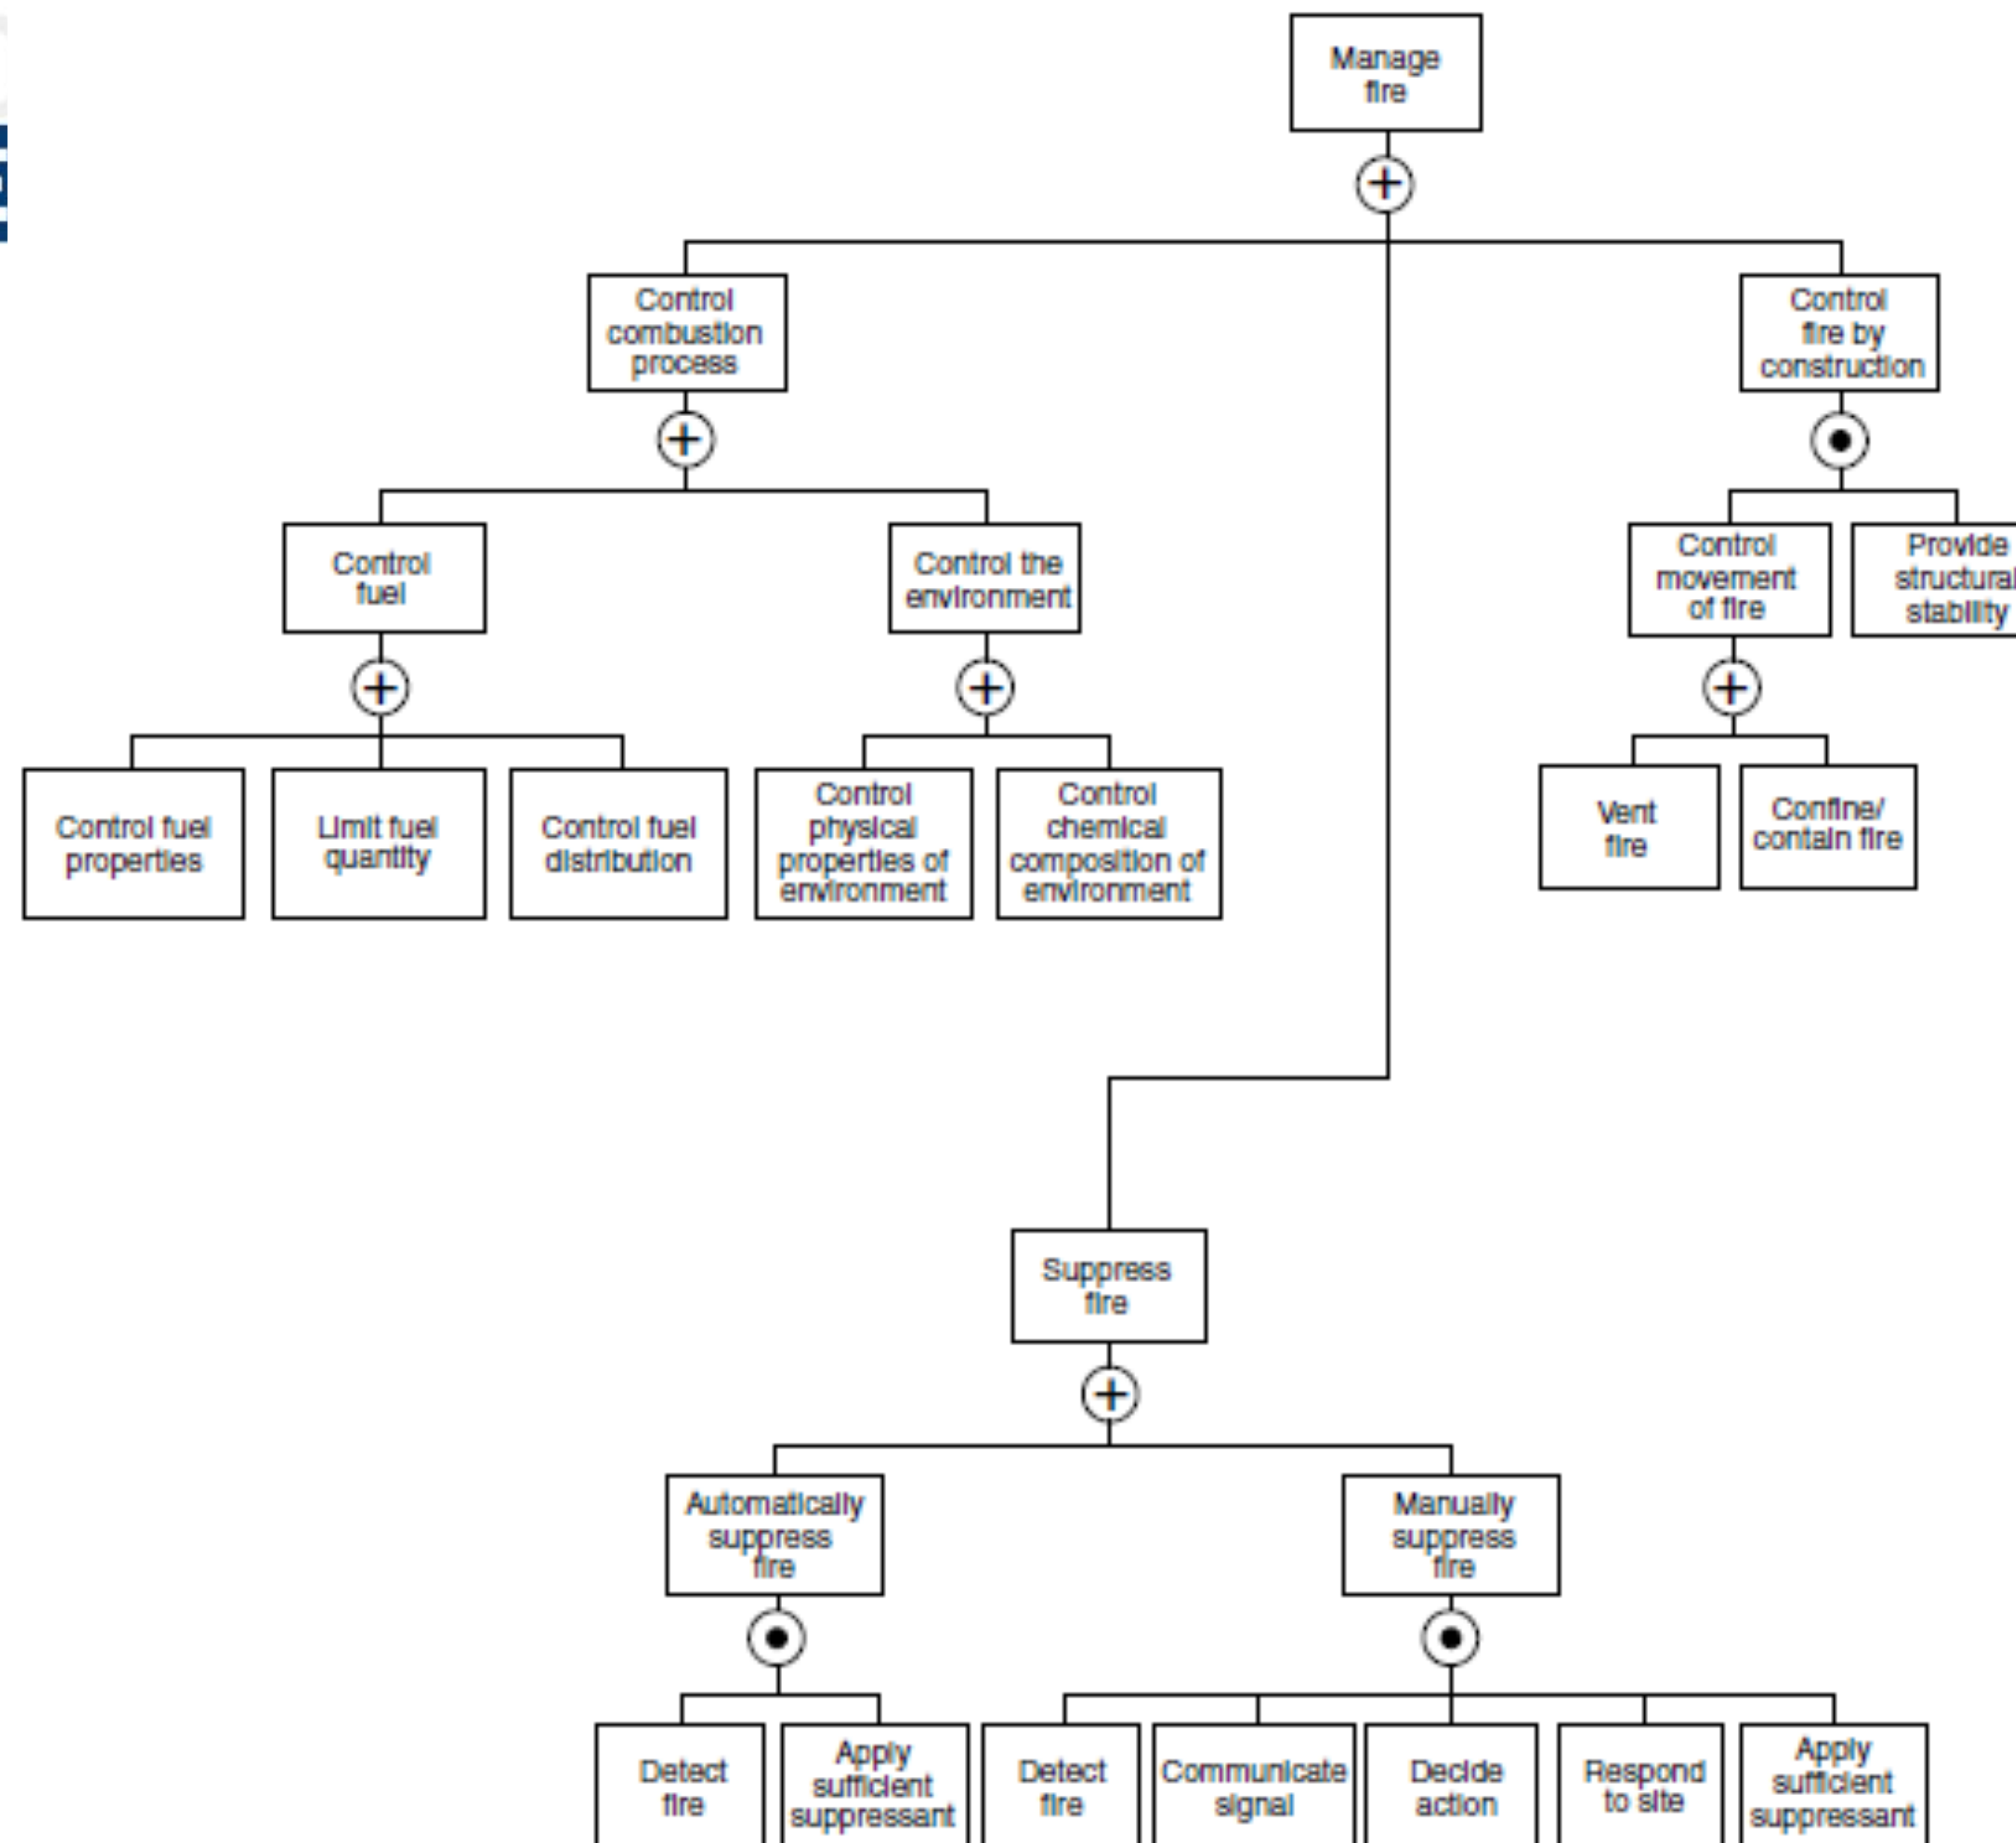 Manage
fire
Control
combustion
process
Control
fire by
construction
Control
fuel
Control the
environment
Control
movement
of fire
Provide
structural
stability
Control fuel
properties
Limit fuel
quantity
Control fuel
distribution
Control
physical
properties of
environment
Control
chemical
composition of
environment
Vent
fire
Confine/
contain fire
Suppress
fire
Automatically
suppress
fire
Manually
suppress
fire
Detect
fire
Apply
sufficient
suppressant
Detect
fire
Communicate
signal
Decide
action
Respond
to site
Apply
sufficient
suppressant